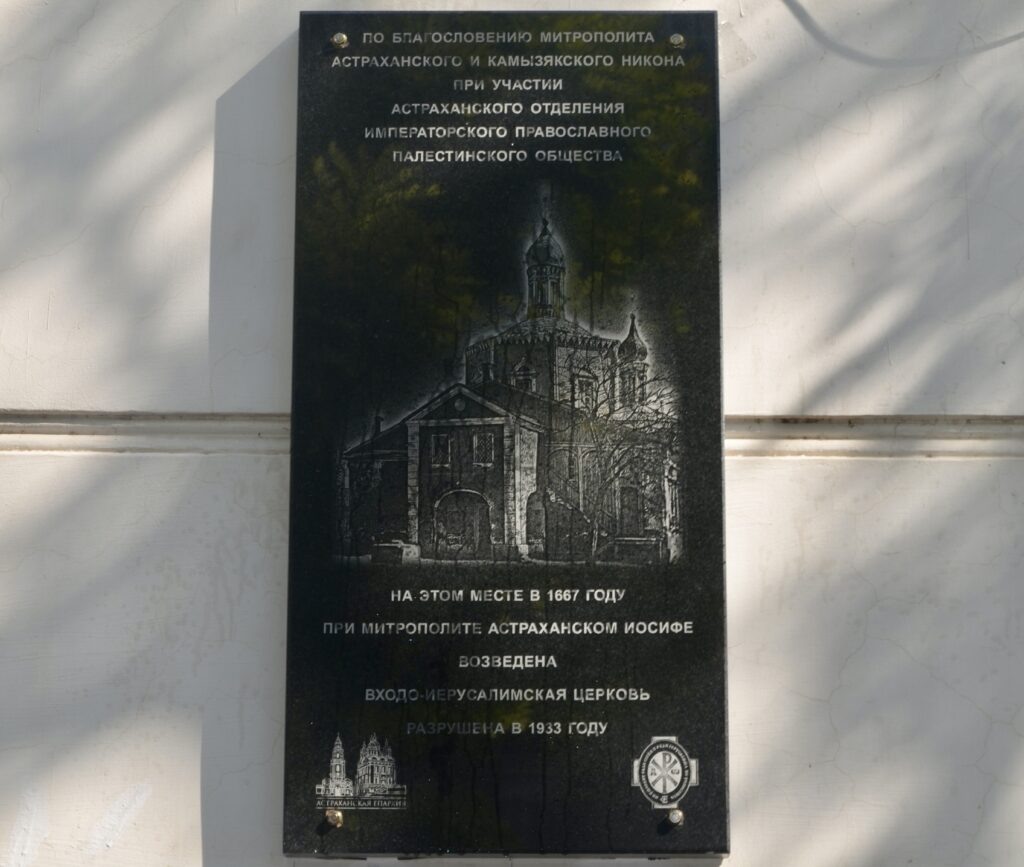 ПО БЛАГОСЛОВЕНИЮ МИТРОПОЛИТА
АСТРАХАНСКОГО И КАМЫЗЯКСКОГО НИКОНА
ПРИ УЧАСТИИ
АСТРАХАНСКОГО ОТДЕЛЕНИЯ
ИМПЕРАТОРСКОГО ПРАВОСЛАВНОГО
ПАЛЕСТИНСКОГО ОБЩЕСТВА
НА ЭТОМ МЕСТЕ В 1667 ГОДУ
ПРИ МИТРОПОЛИТЕ АСТРАХАНСКОМ ИОСИФЕ
ВОЗВЕДЕНА
ВХОДО-ИЕРУСАЛИМСКАЯ ЦЕРКОВЬ
РАЗРУШЕНА В 1933 ГОДУ
АСТРАХАНСКАЯ ЕПАРХИЯ